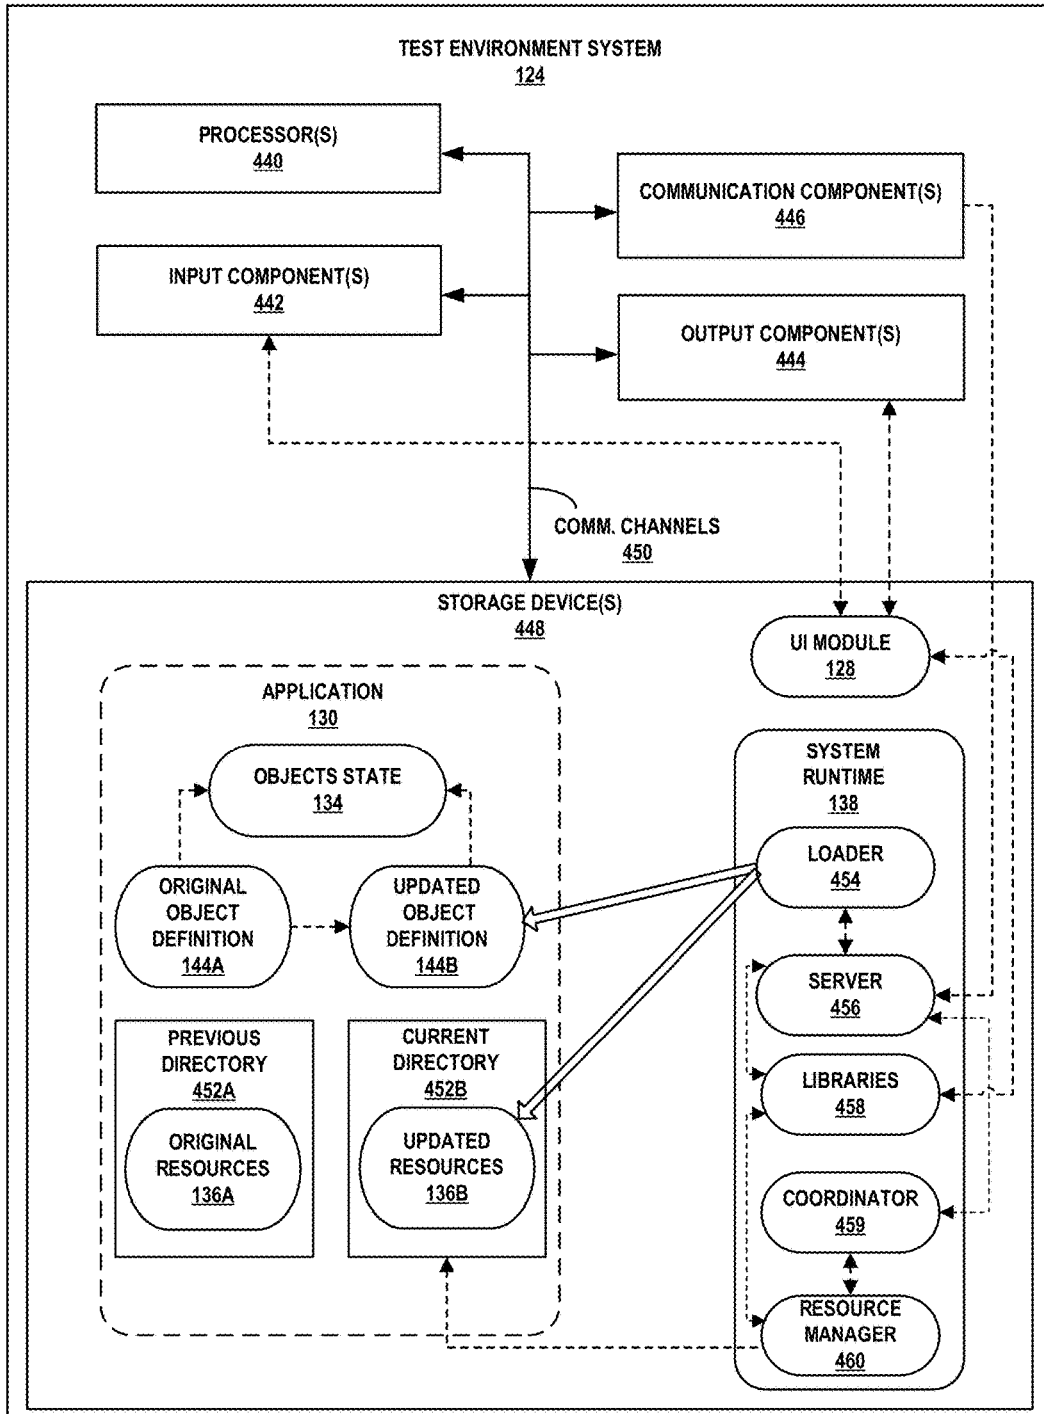 TEST ENVIRONMENT SYSTEM
124
PROCESSOR(S)
440
COMMUNICATION COMPONENT(S)
446
INPUT COMPONENT(S)
442
OUTPUT COMPONENT(S)
444
COMM. CHANNELS
450
STORAGE DEVICE(S)
448
UI MODULE
128
APPLICATION
130
OBJECTS STATE
134
ORIGINAL
OBJECT
DEFINITION
144A
UPDATED
OBJECT
DEFINITION
144B
PREVIOUS
DIRECTORY
452A
ORIGINAL
RESOURCES
136A
CURRENT
DIRECTORY
452B
UPDATED
RESOURCES
136B
SYSTEM
RUNTIME
138
LOADER
454
SERVER
456
LIBRARIES
458
COORDINATOR
459
RESOURCE
MANAGER
460